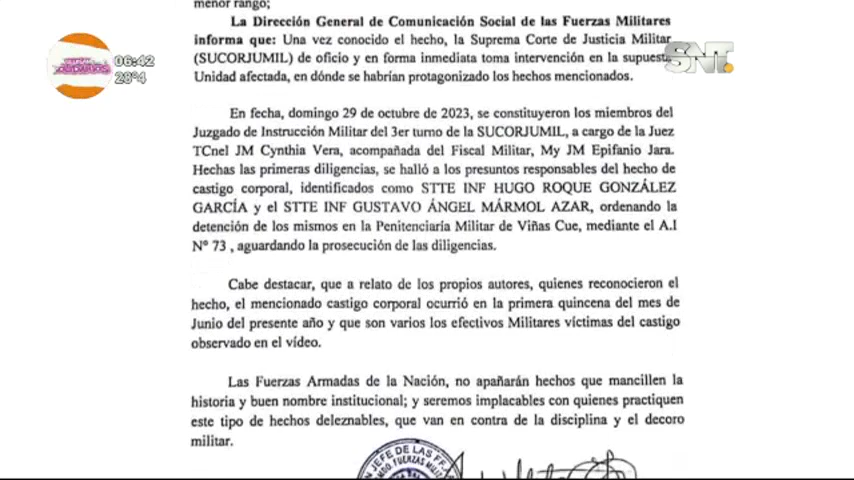 menor rango;
La Dirección General de Comunicación Social de las Fuerzas Militares
informa que: Una vez conocido el hecho, la Suprema Corte de Justicia Militar
(SUCORJUMIL) de oficio y en forma inmediata toma intervención en la supuesta
Unidad afectada, en dónde se habrían protagonizado los hechos mencionados.
06:42
28°4
SNT.
En fecha, domingo 29 de octubre de 2023, se constituyeron los miembros del
Juzgado de Instrucción Militar del 3er turno de la SUCORJUMIL, a cargo de la Juez
TCnel JM Cynthia Vera, acompañada del Fiscal Militar, My JM Epifanio Jara.
Hechas las primeras diligencias, se halló a los presuntos responsables del hecho de
castigo corporal, identificados como STTE INF HUGO ROQUE GONZÁLEZ
GARCÍA y el STTE INF GUSTAVO ÁNGEL MÁRMOL AZAR, ordenando la
detención de los mismos en la Penitenciaría Militar de Viñas Cue, mediante el A.I
N° 73 , aguardando la prosecución de las diligencias.
Cabe destacar, que a relato de los propios autores, quienes reconocieron el
hecho, el mencionado castigo corporal ocurrió en la primera quincena del mes de
Junio del presente año y que son varios los efectivos Militares víctimas del castigo
observado en el vídeo.
Las Fuerzas Armadas de la Nación, no apañarán hechos que mancillen la
historia y buen nombre institucional; y seremos implacables con quienes practiquen
este tipo de hechos deleznables, que van en contra de la disciplina y el decoro
militar.
JEFE DE LAS FF.